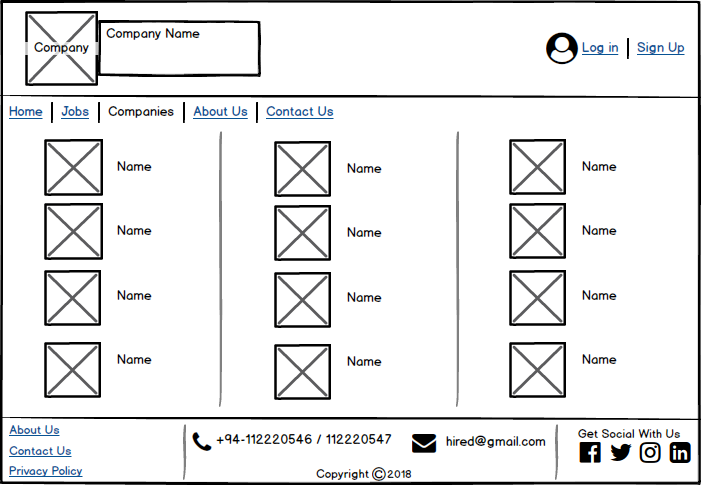 Company
Company Name
Log in
Sign Up
Home
Jobs
Companies
About Us
Contact Us
Name
Name
Name
Name
Name
Name
Name
Name
Name
Name
Name
Name
About Us
Contact Us
Privacy Policy
+94-112220546 / 112220547
hired@gmail.com
Copyright ©2018
Get Social With Us